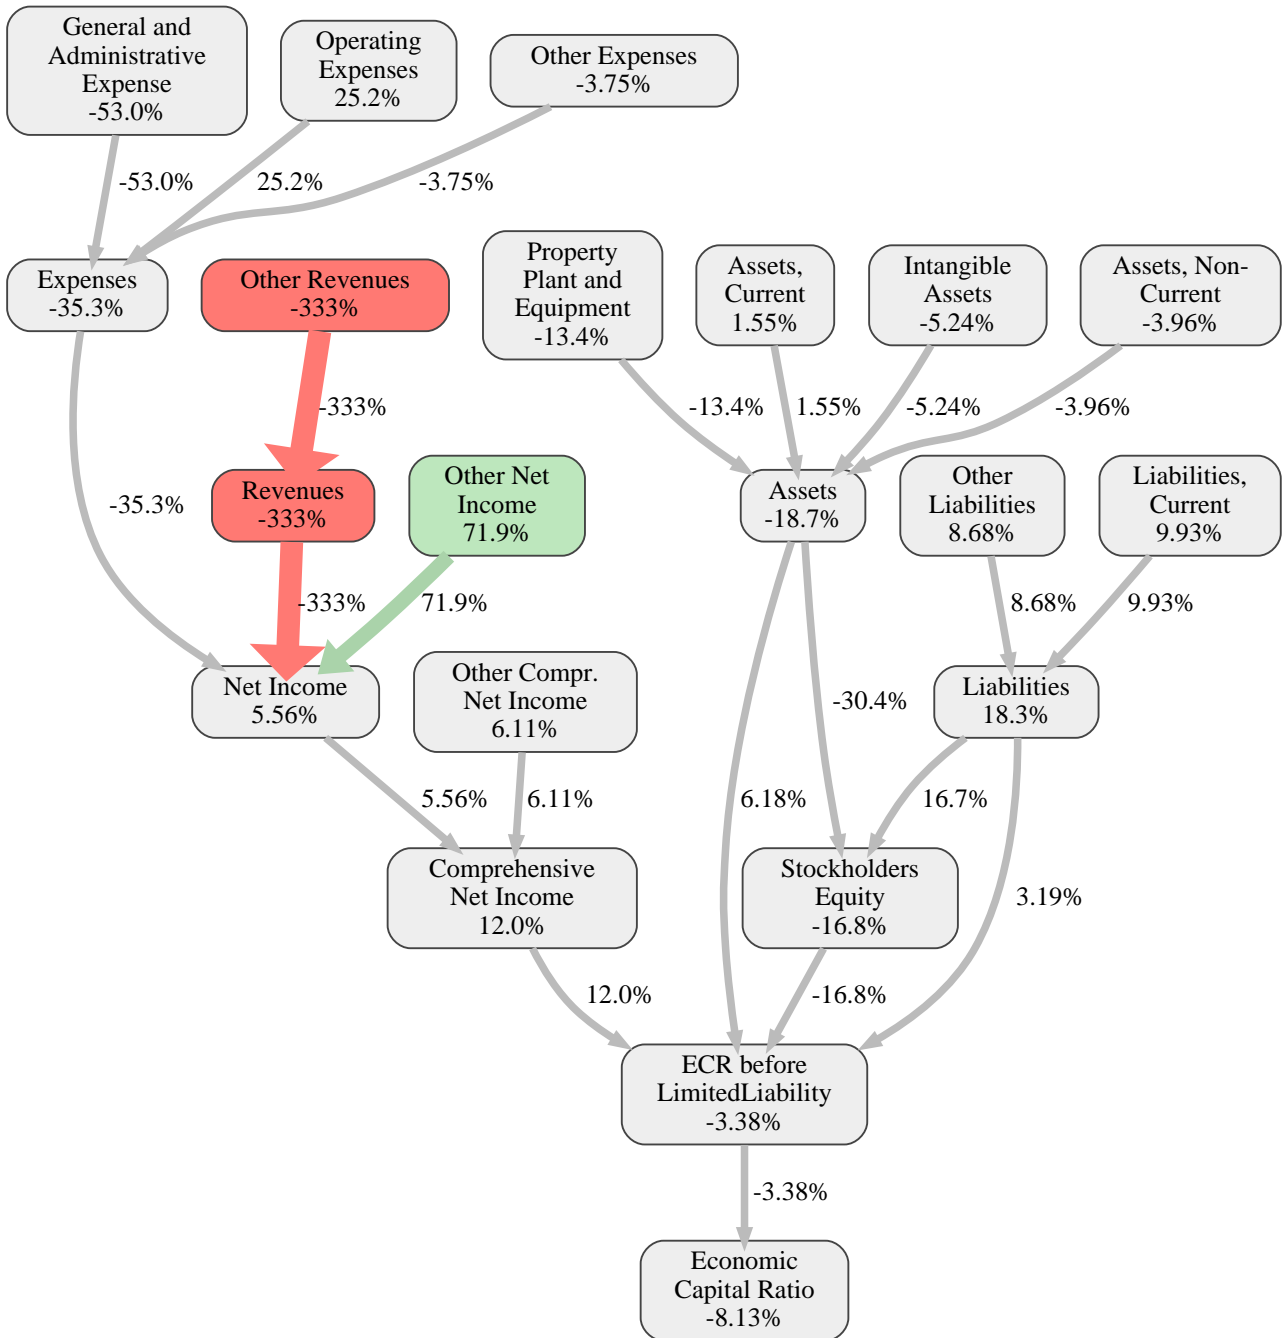 General and
Administrative
Expense
-53.0%
Operating
Expenses
25.2%
Other Expenses
-3.75%
-53.0%
25.2%
-3.75%
Expenses
-35.3%
Other Revenues
-333%
Property
Plant and
Equipment
-13.4%
Assets,
Current
1.55%
Intangible
Assets
-5.24%
Assets, Non-
Current
-3.96%
-333%
-13.4%
1.55%
-5.24%
-3.96%
-35.3%
Revenues
-333%
Other Net
Income
71.9%
Assets
-18.7%
Other
Liabilities
8.68%
Liabilities,
Current
9.93%
-333%
71.9%
8.68%
9.93%
Net Income
5.56%
Other Compr.
Net Income
6.11%
-30.4%
Liabilities
18.3%
5.56%
6.11%
6.18%
16.7%
Comprehensive
Net Income
12.0%
Stockholders
Equity
-16.8%
3.19%
12.0%
-16.8%
ECR before
LimitedLiability
-3.38%
-3.38%
Economic
Capital Ratio
-8.13%